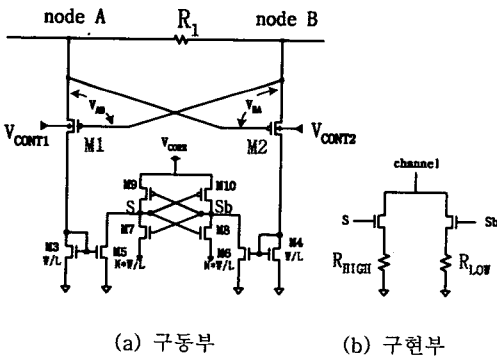 node A
R1
node B
VAB
VBA
VCONT1
M1
M2
VCONT2
VCORE
M9
M10
S
Sb
M7
M8
M3
W/L
M5
N*W/L
N*W/L
M6
M4
W/L
channel
S
Sb
RHIGH
RLOW
(a) 구동부
(b) 구현부